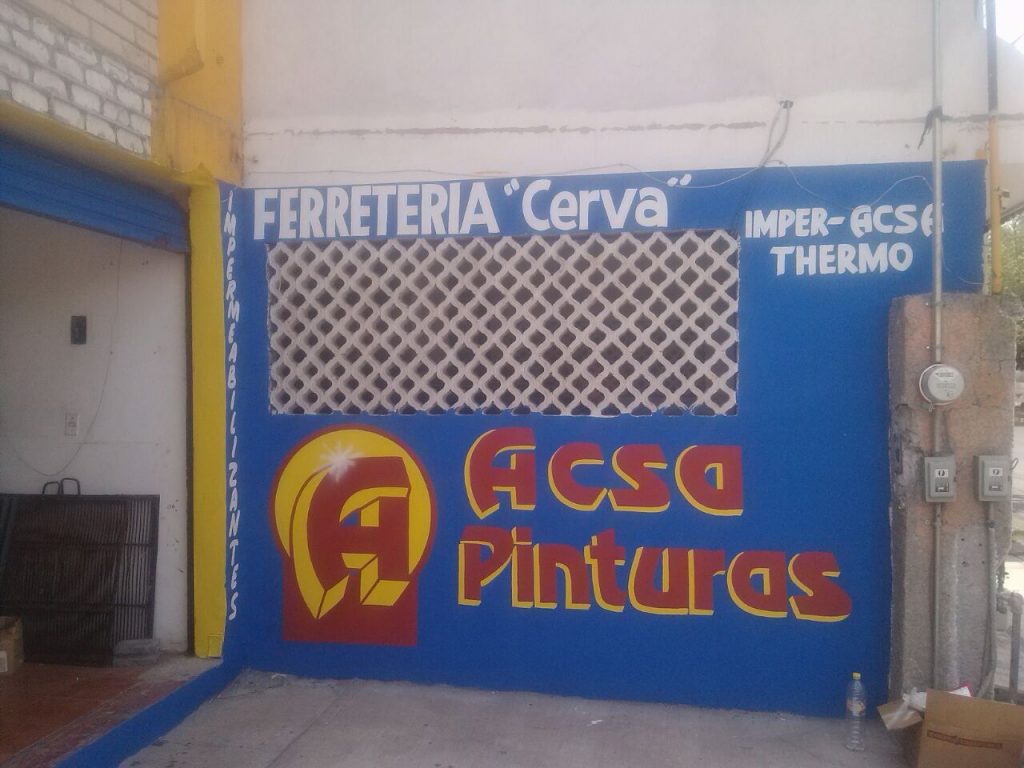 FERRETERIA "Cerva"
IMPER-ACSA
THERMO
IMPERMEABILIZANTES
A
Acsa
Pinturas